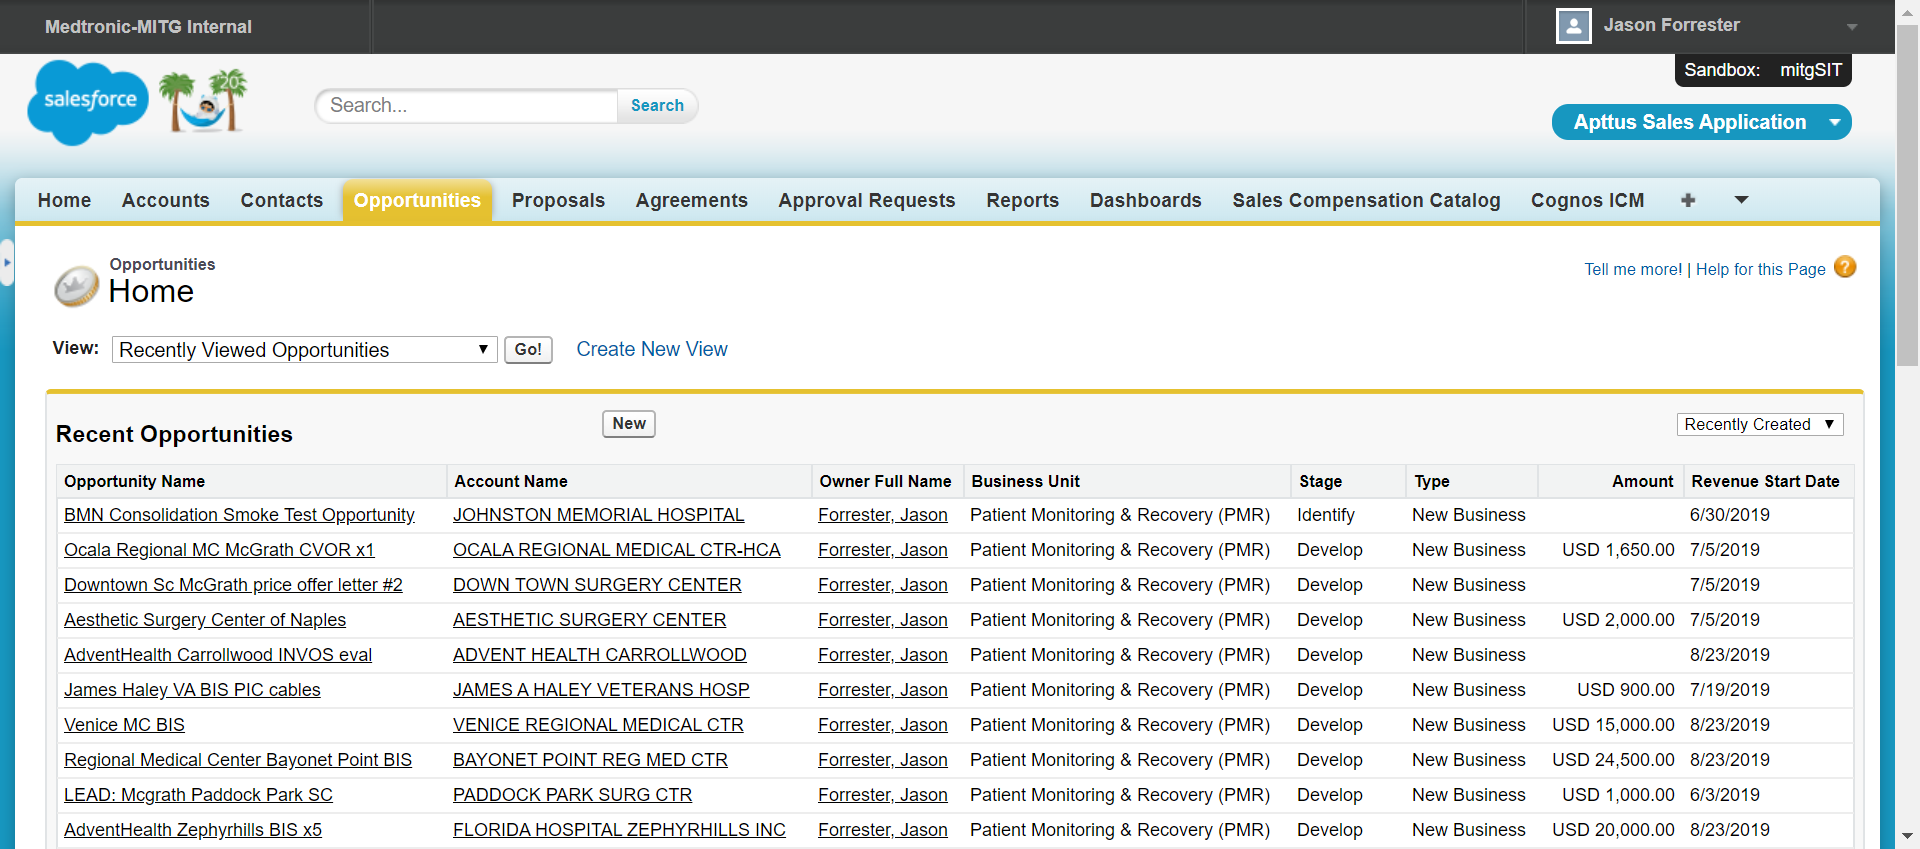 Medtronic-MITG Internal
Jason Forrester
Sandbox: mitgSIT
salesforce
20
Search...
Search
Apttus Sales Application
Home Accounts Contacts Opportunities Proposals Agreements Approval Requests Reports Dashboards Sales Compensation Catalog Cognos ICM +
Opportunities
Home
Tell me more! | Help for this Page ?
View: Recently Viewed Opportunities Go! Create New View
Recent Opportunities New Recently Created
Opportunity Name Account Name Owner Full Name Business Unit Stage Type Amount Revenue Start Date
BMN Consolidation Smoke Test Opportunity JOHNSTON MEMORIAL HOSPITAL Forrester, Jason Patient Monitoring & Recovery (PMR) Identify New Business 6/30/2019
Ocala Regional MC McGrath CVOR x1 OCALA REGIONAL MEDICAL CTR-HCA Forrester, Jason Patient Monitoring & Recovery (PMR) Develop New Business USD 1,650.00 7/5/2019
Downtown Sc McGrath price offer letter #2 DOWN TOWN SURGERY CENTER Forrester, Jason Patient Monitoring & Recovery (PMR) Develop New Business 7/5/2019
Aesthetic Surgery Center of Naples AESTHETIC SURGERY CENTER Forrester, Jason Patient Monitoring & Recovery (PMR) Develop New Business USD 2,000.00 7/5/2019
AdventHealth Carrollwood INVOS eval ADVENT HEALTH CARROLLWOOD Forrester, Jason Patient Monitoring & Recovery (PMR) Develop New Business 8/23/2019
James Haley VA BIS PIC cables JAMES A HALEY VETERANS HOSP Forrester, Jason Patient Monitoring & Recovery (PMR) Develop New Business USD 900.00 7/19/2019
Venice MC BIS VENICE REGIONAL MEDICAL CTR Forrester, Jason Patient Monitoring & Recovery (PMR) Develop New Business USD 15,000.00 8/23/2019
Regional Medical Center Bayonet Point BIS BAYONET POINT REG MED CTR Forrester, Jason Patient Monitoring & Recovery (PMR) Develop New Business USD 24,500.00 8/23/2019
LEAD: Mcgrath Paddock Park SC PADDOCK PARK SURG CTR Forrester, Jason Patient Monitoring & Recovery (PMR) Develop New Business USD 1,000.00 6/3/2019
AdventHealth Zephyrhills BIS x5 FLORIDA HOSPITAL ZEPHYRHILLS INC Forrester, Jason Patient Monitoring & Recovery (PMR) Develop New Business USD 20,000.00 8/23/2019